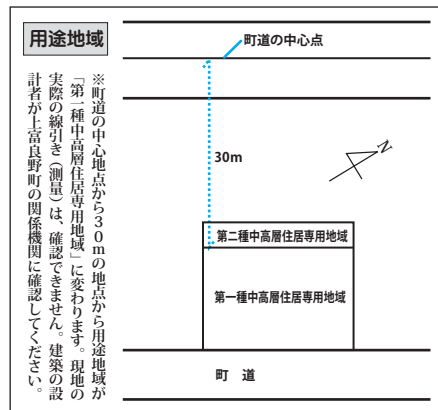 用途地域
※町道の中心地点から30mの地点から用途地域が
「第一種中高層住居専用地域」に変わります。現地の
実際の線引き(測量)は、確認できません。建築の設
計者が上富良野町の関係機関に確認してください。
町道の中心点
30m
N
第二種中高層住居専用地域
第一種中高層住居専用地域
町 道